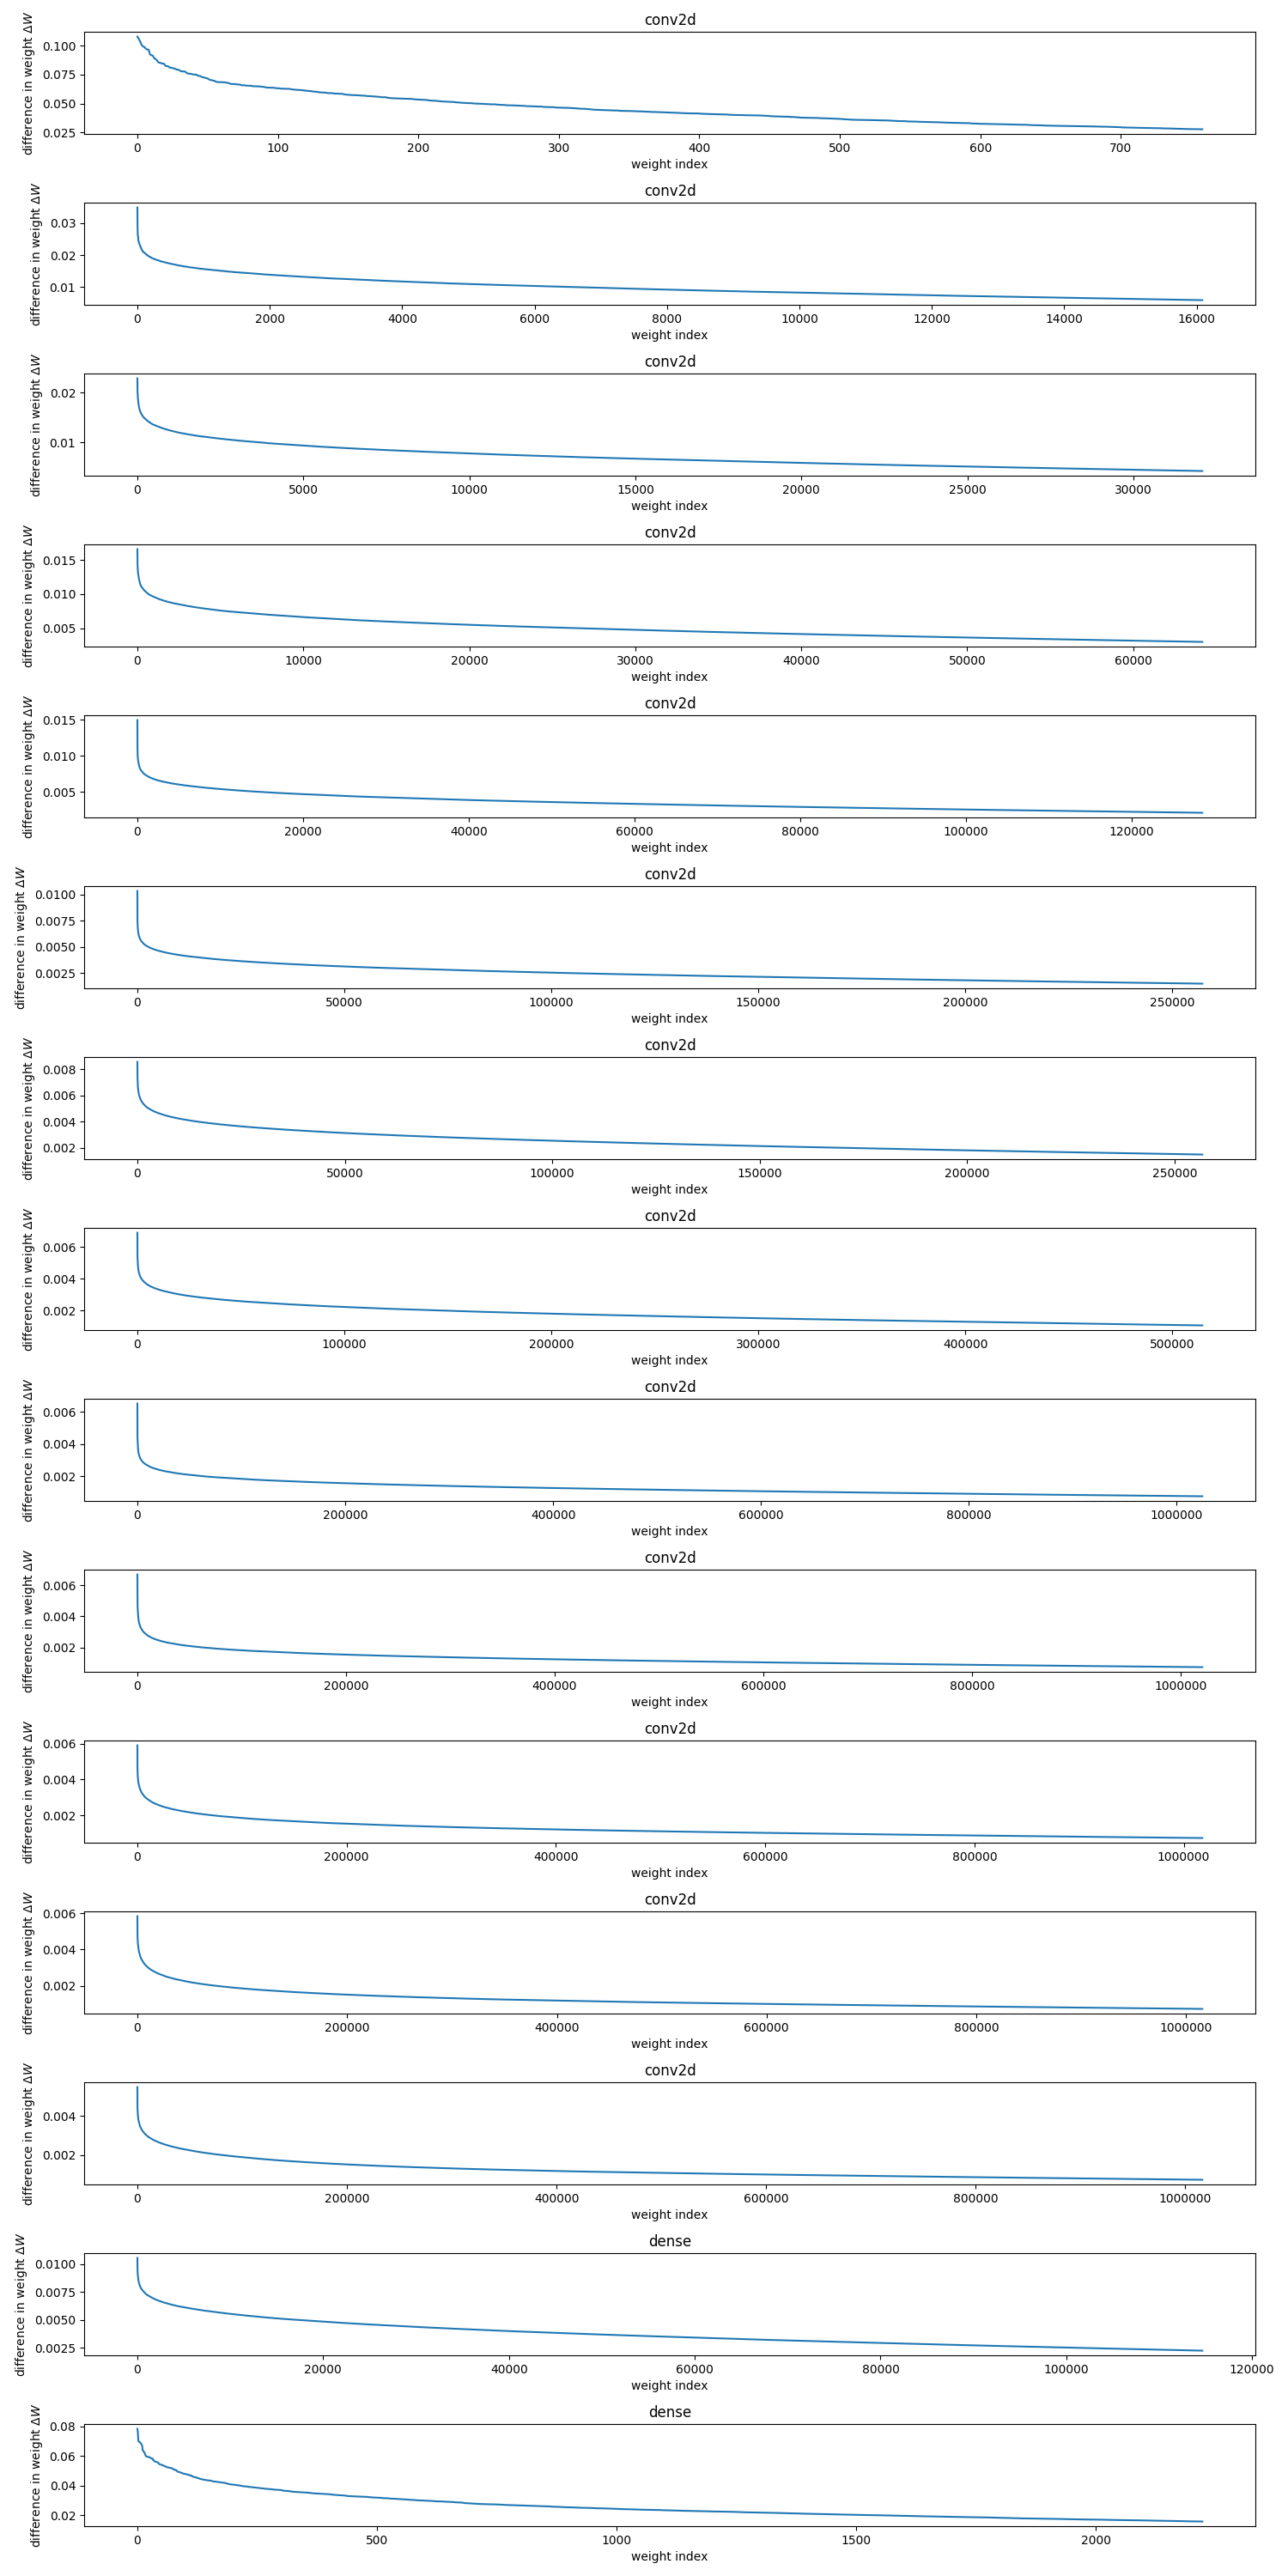 conv2d
difference in weight ΔW
0.100
0.075
0.050
0.025
0 100 200 300 400 500 600 700
weight index
conv2d
difference in weight ΔW
0.03
0.02
0.01
0 2000 4000 6000 8000 10000 12000 14000 16000
weight index
conv2d
difference in weight ΔW
0.02
0.01
0 5000 10000 15000 20000 25000 30000
weight index
conv2d
difference in weight ΔW
0.015
0.010
0.005
0 10000 20000 30000 40000 50000 60000
weight index
conv2d
difference in weight ΔW
0.015
0.010
0.005
0 20000 40000 60000 80000 100000 120000
weight index
conv2d
difference in weight ΔW
0.0100
0.0075
0.0050
0.0025
0 50000 100000 150000 200000 250000
weight index
conv2d
difference in weight ΔW
0.008
0.006
0.004
0.002
0 50000 100000 150000 200000 250000
weight index
conv2d
difference in weight ΔW
0.006
0.004
0.002
0 100000 200000 300000 400000 500000
weight index
conv2d
difference in weight ΔW
0.006
0.004
0.002
0 200000 400000 600000 800000 1000000
weight index
conv2d
difference in weight ΔW
0.006
0.004
0.002
0 200000 400000 600000 800000 1000000
weight index
conv2d
difference in weight ΔW
0.006
0.004
0.002
0 200000 400000 600000 800000 1000000
weight index
conv2d
difference in weight ΔW
0.006
0.004
0.002
0 200000 400000 600000 800000 1000000
weight index
conv2d
difference in weight ΔW
0.004
0.002
0 200000 400000 600000 800000 1000000
weight index
dense
difference in weight ΔW
0.0100
0.0075
0.0050
0.0025
0 20000 40000 60000 80000 100000 120000
weight index
dense
difference in weight ΔW
0.08
0.06
0.04
0.02
0 500 1000 1500 2000
weight index